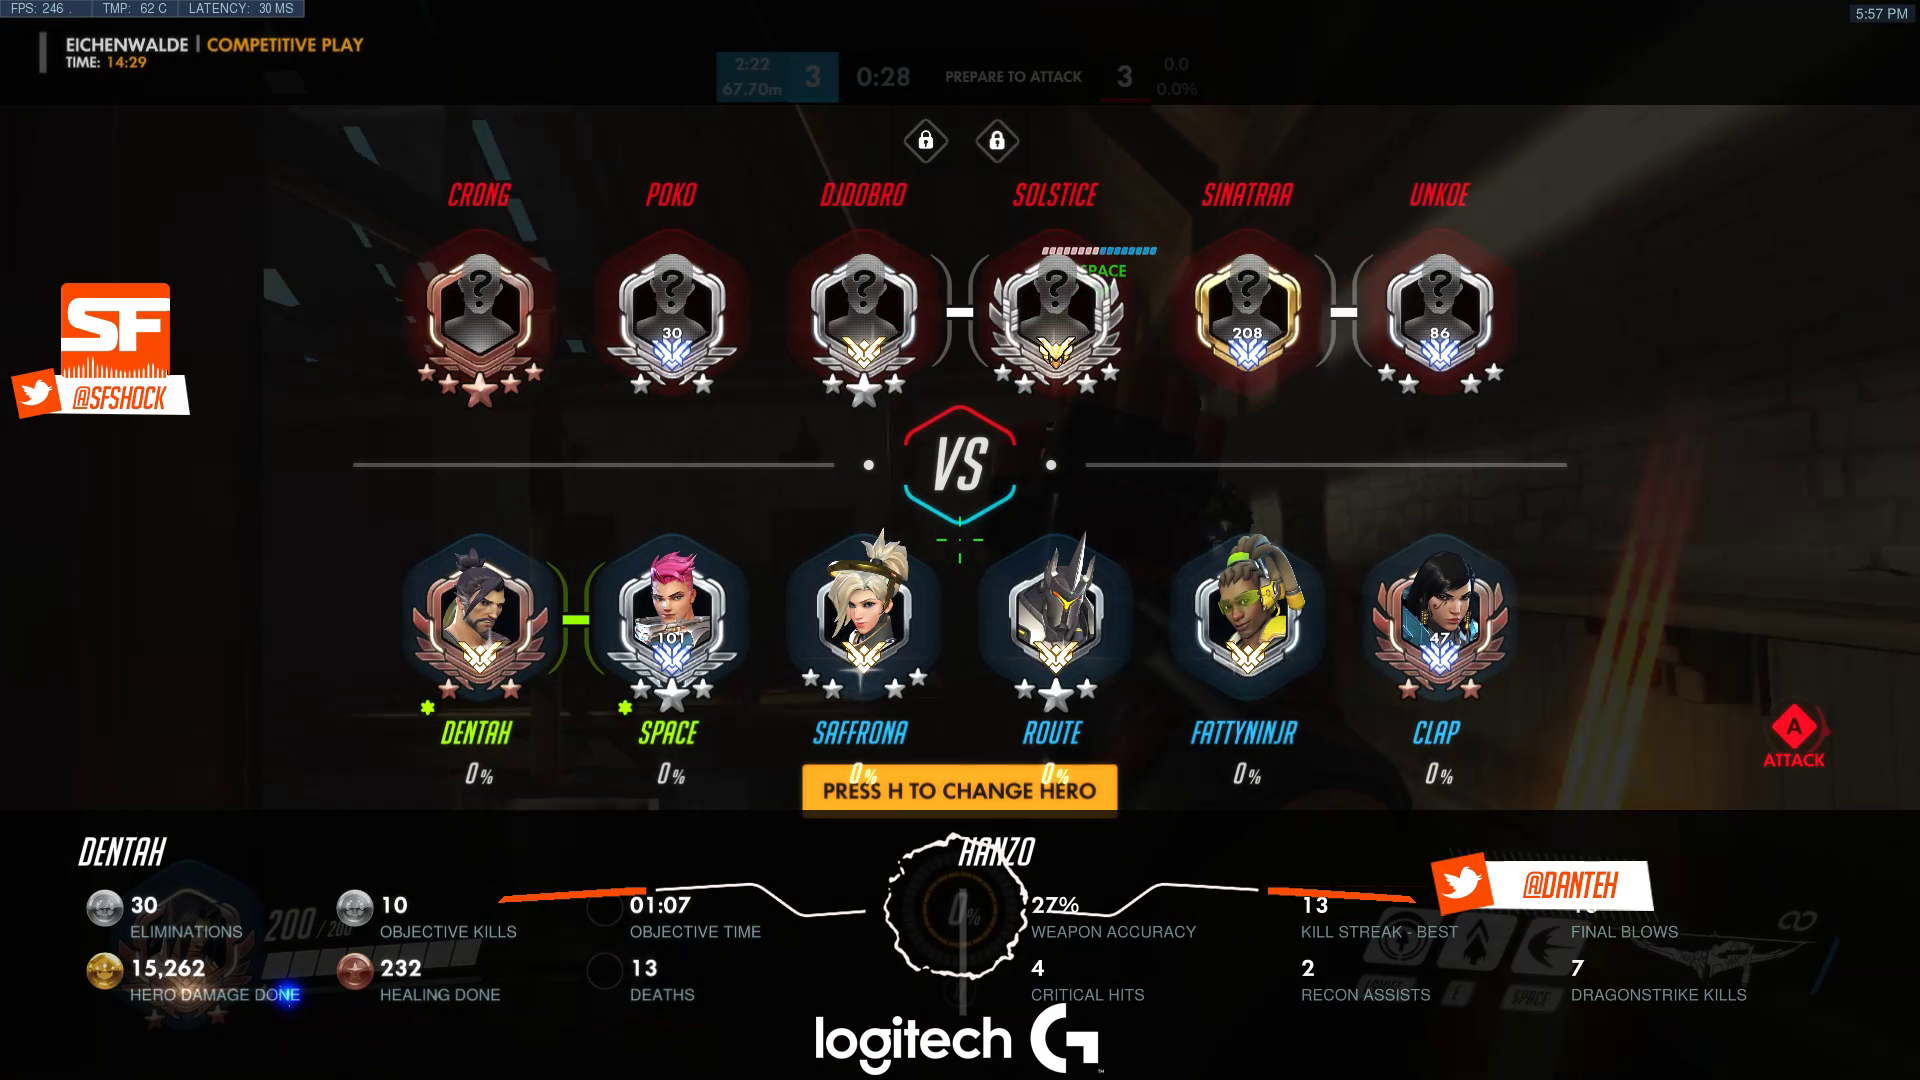 FPS: 246 . TMP: 62 C LATENCY: 30 MS
5:57 PM
EICHENWALDE | COMPETITIVE PLAY
TIME: 14:29
2:22
67.70m
3
0:28
PREPARE TO ATTACK
3
0.0
0.0%
CRONG POKO DJDOBRO SOLSTICE SINATRAA UNKOE
SPACE
? ? ? ? ? ?
30 208 86
SF
@SFSHOCK
VS
101 47
DENTAH SPACE SAFFRONA ROUTE FATTYNINJR CLAP
0% 0% 0% 0% 0% 0%
PRESS H TO CHANGE HERO
A
ATTACK
DENTAH
HANZO
@DANTEH
30
ELIMINATIONS
10
OBJECTIVE KILLS
01:07
OBJECTIVE TIME
27%
WEAPON ACCURACY
13
KILL STREAK - BEST
FINAL BLOWS
200 / 200
0%
15,262
HERO DAMAGE DONE
232
HEALING DONE
13
DEATHS
4
CRITICAL HITS
2
RECON ASSISTS
7
DRAGONSTRIKE KILLS
E
SPACE
logitech G